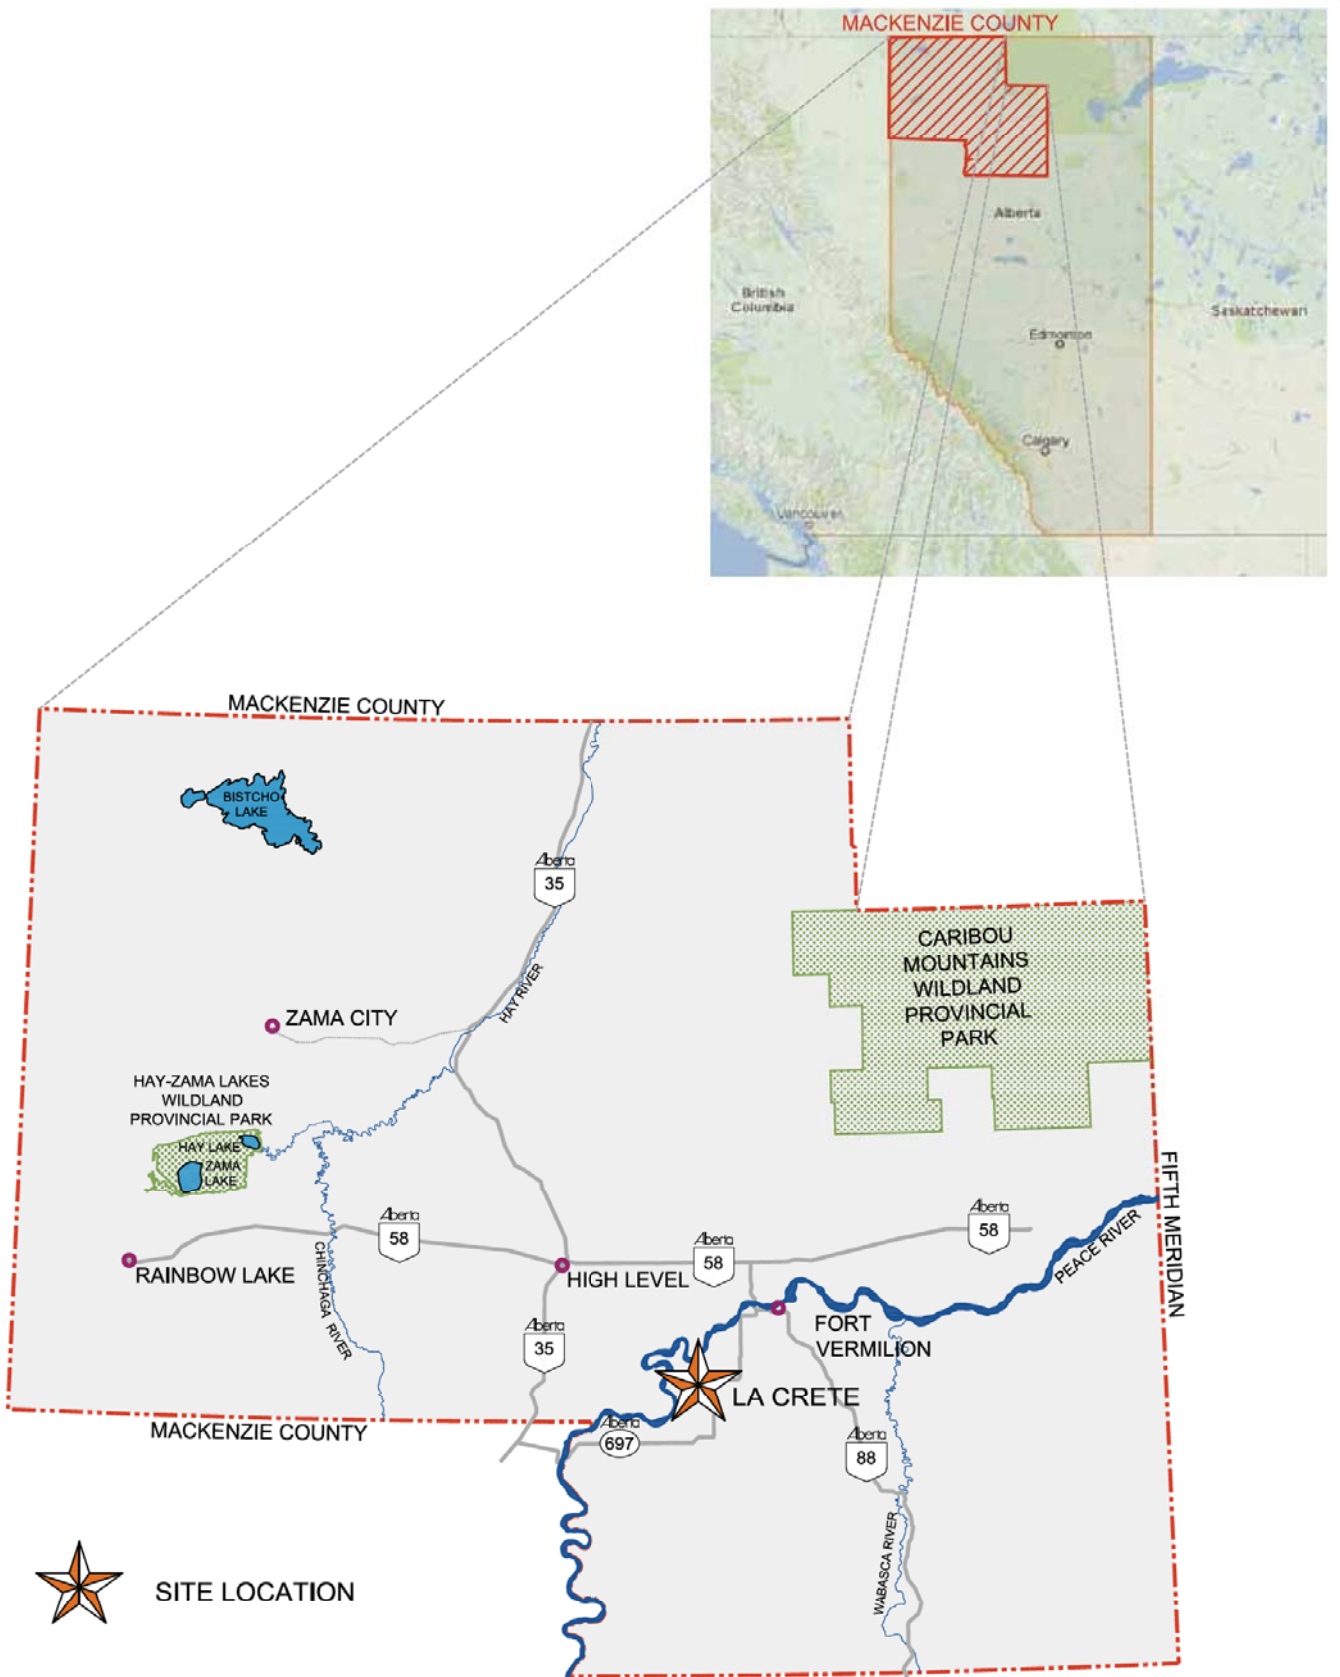 MACKENZIE COUNTY
Alberta
British
Columbia
Saskatchewan
Edmonton
Calgary
Vancouver
MACKENZIE COUNTY
BISTCHO
LAKE
Alberta
35
HAY RIVER
CARIBOU
MOUNTAINS
WILDLAND
PROVINCIAL
PARK
ZAMA CITY
HAY-ZAMA LAKES
WILDLAND
PROVINCIAL PARK
HAY LAKE
ZAMA
LAKE
FIFTH MERIDIAN
Alberta
58
Alberta
58
Alberta
58
PEACE RIVER
RAINBOW LAKE
CHINCHAGA RIVER
HIGH LEVEL
Alberta
35
FORT
VERMILION
LA CRETE
MACKENZIE COUNTY
Alberta
697
Alberta
88
WABASCA RIVER
SITE LOCATION